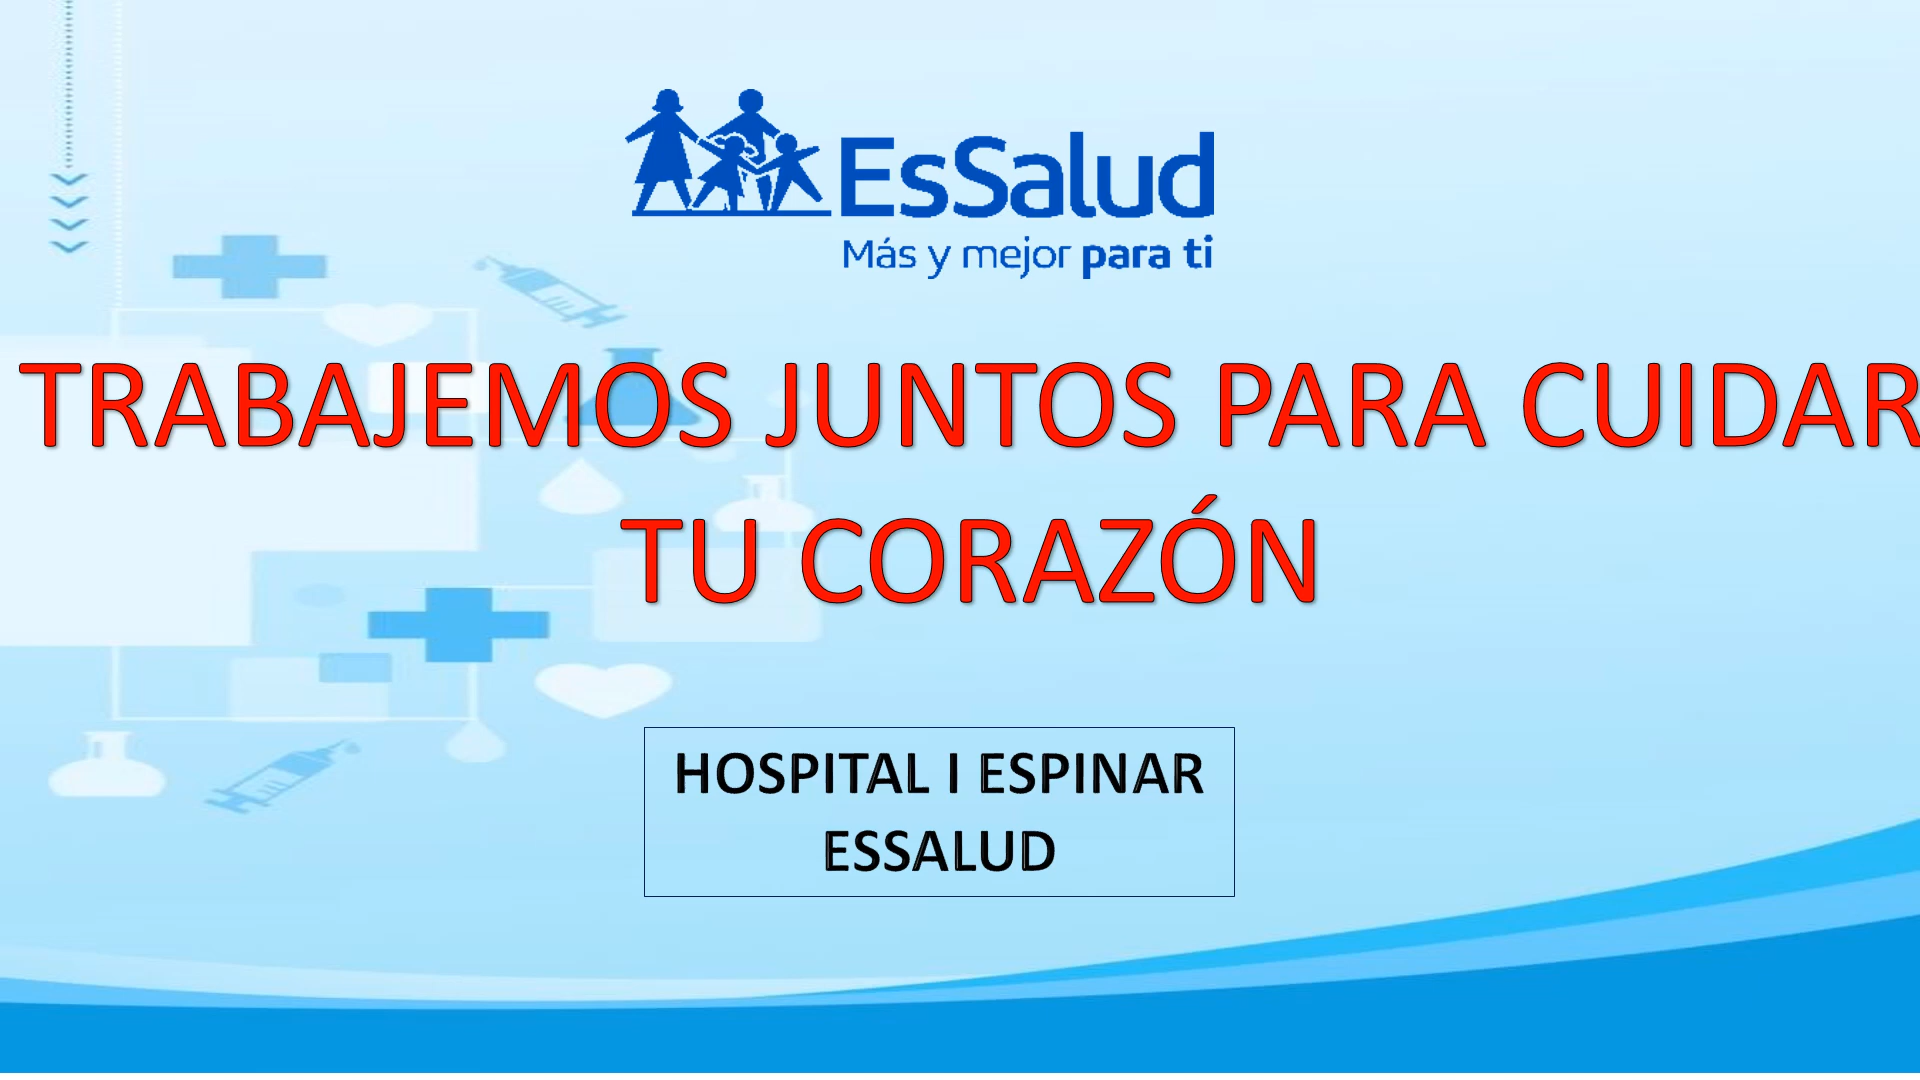 EsSalud
Más y mejor para ti
TRABAJEMOS JUNTOS PARA CUIDAR
TU CORAZÓN
HOSPITAL I ESPINAR
ESSALUD